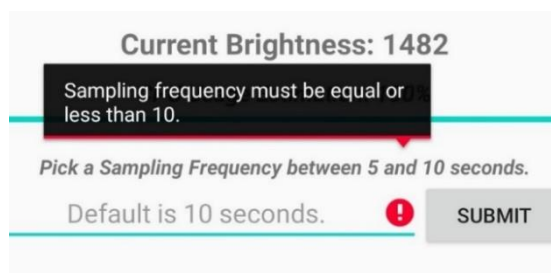 Current Brightness: 1482
Sampling frequency must be equal or
less than 10.
Pick a Sampling Frequency between 5 and 10 seconds.
Default is 10 seconds.
SUBMIT